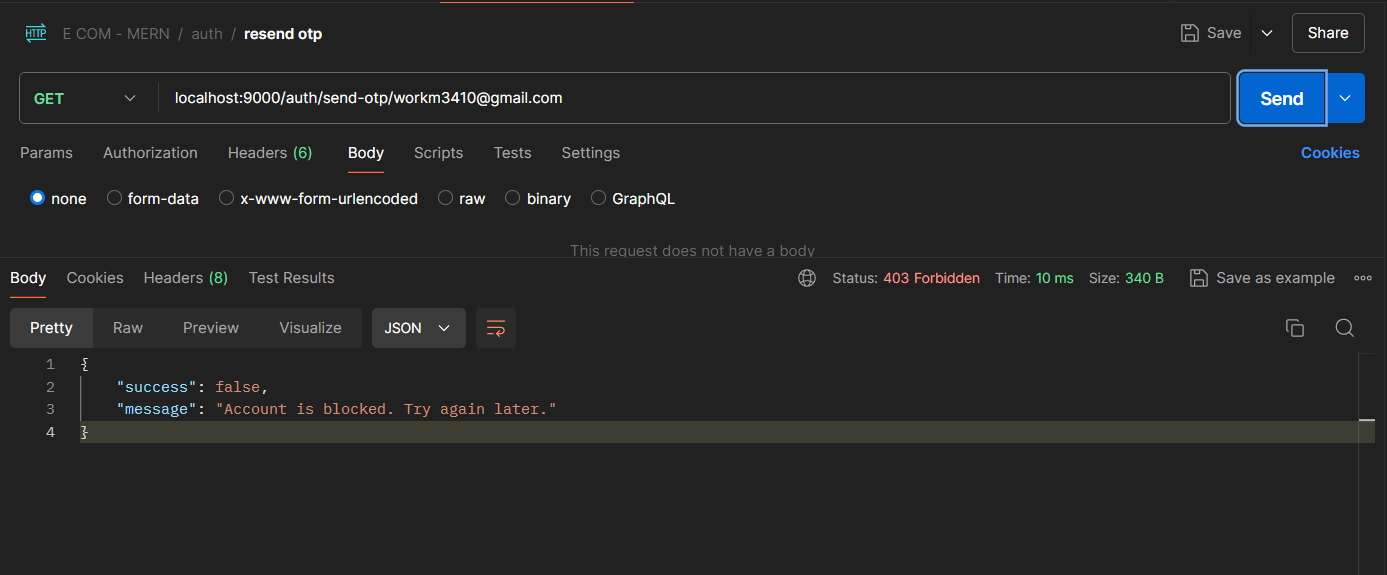 HTTP E COM - MERN / auth / resend otp Save Share
GET localhost:9000/auth/send-otp/workm3410@gmail.com Send
Params Authorization Headers (6) Body Scripts Tests Settings Cookies
none form-data x-www-form-urlencoded raw binary GraphQL
This request does not have a body
Body Cookies Headers (8) Test Results Status: 403 Forbidden Time: 10 ms Size: 340 B Save as example
Pretty Raw Preview Visualize JSON
1 {
2 "success": false,
3 "message": "Account is blocked. Try again later."
4 }